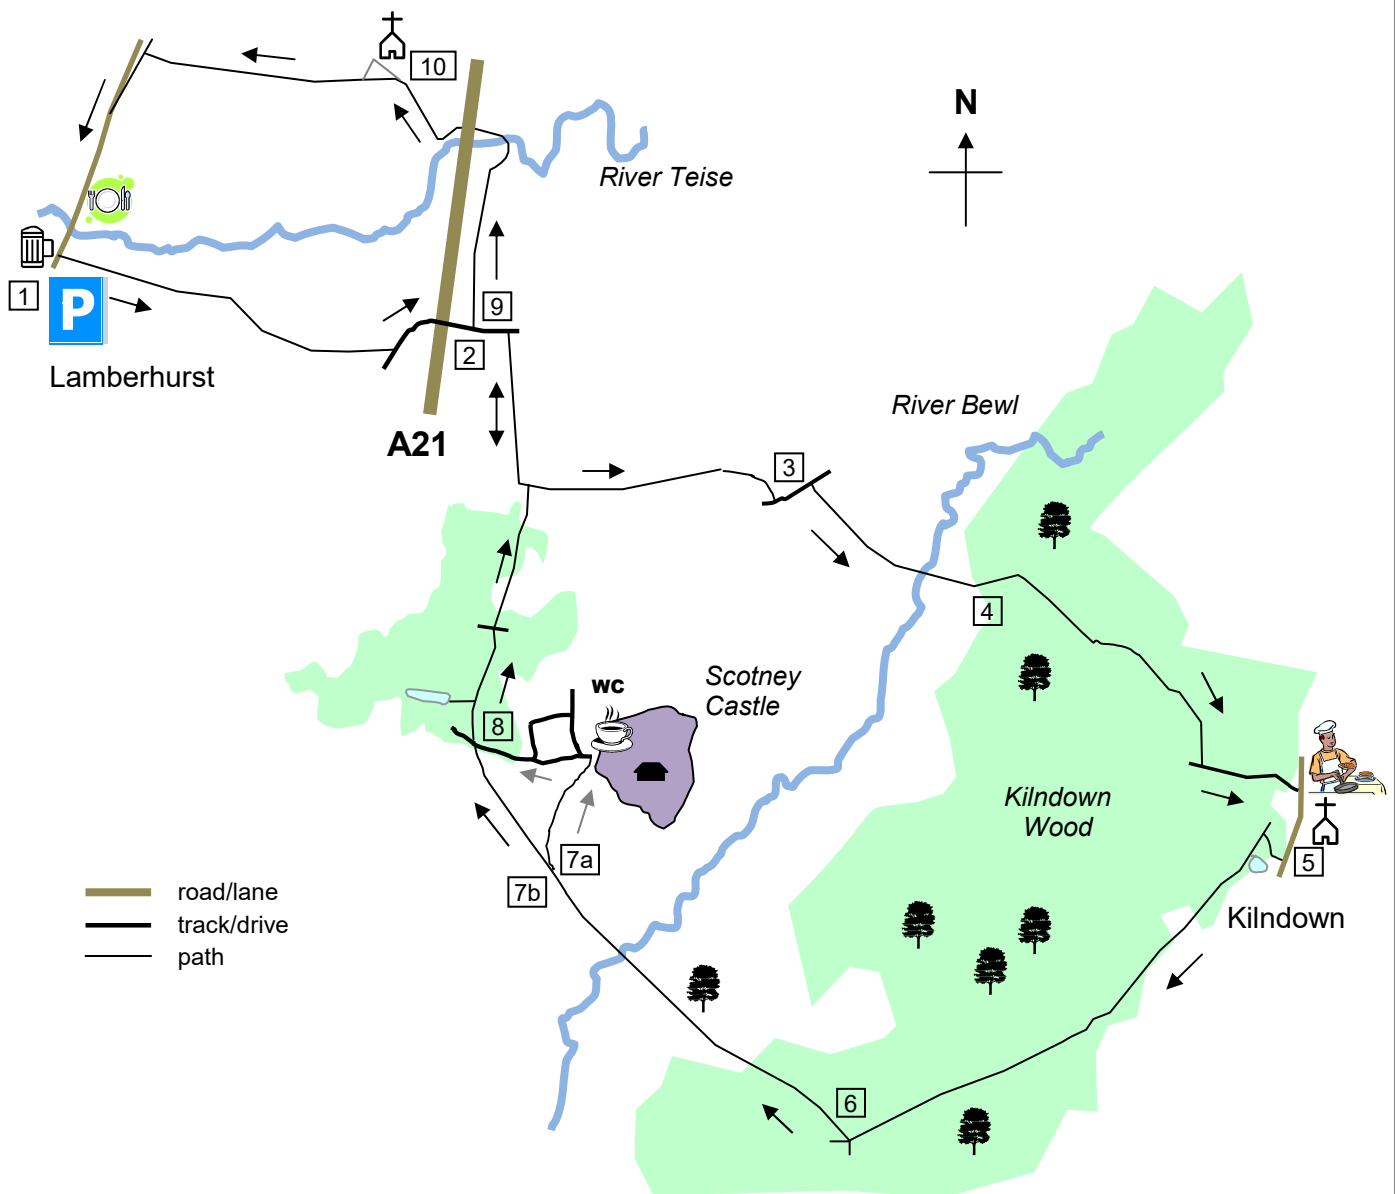 10
N
River Teise
1
P
9
2
Lamberhurst
River Bewl
A21
3
4
wc
Scotney
Castle
8
Kilndown
Wood
7a
5
7b
road/lane
track/drive
path
Kilndown
6